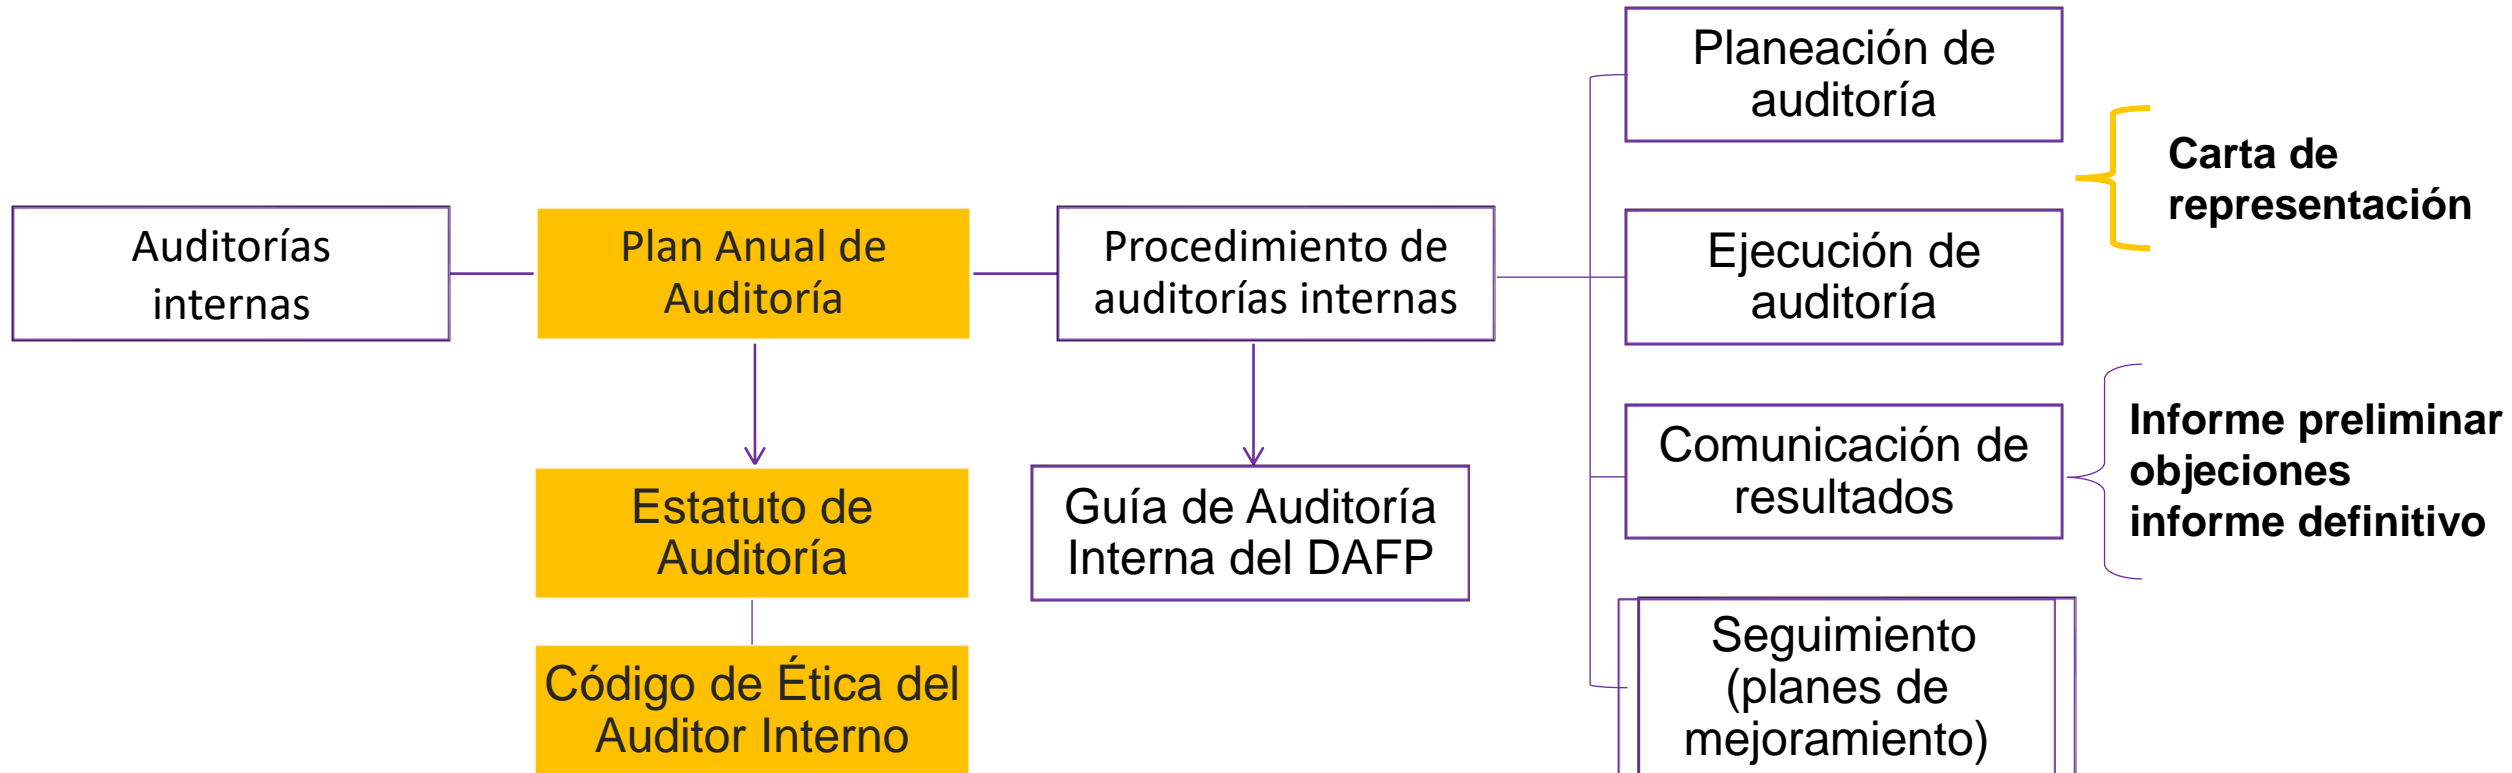 Auditorías
internas
Plan Anual de
Auditoría
Estatuto de
Auditoría
Código de Ética del
Auditor Interno
Procedimiento de
auditorías internas
Guía de Auditoría
Interna del DAFP
Planeación de
auditoría
Ejecución de
auditoría
Carta de
representación
Comunicación de
resultados
Informe preliminar
objeciones
informe definitivo
Seguimiento
(planes de
mejoramiento)